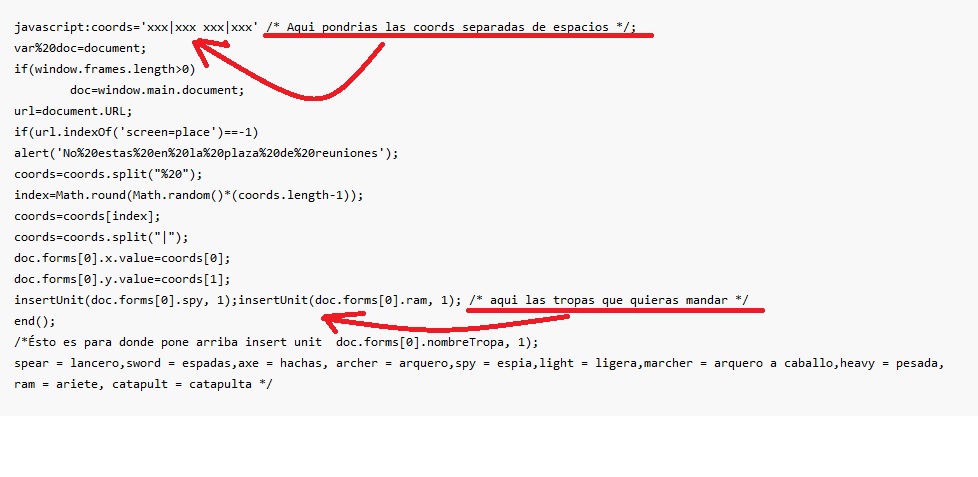 javascript:coords='xxx|xxx xxx|xxx' /* Aqui pondrias las coords separadas de espacios */;
var%20doc=document;
if(window.frames.length>0)
doc=window.main.document;
url=document.URL;
if(url.indexOf('screen=place')==-1)
alert('No%20estas%20en%20la%20plaza%20de%20reuniones');
coords=coords.split("%20");
index=Math.round(Math.random()*(coords.length-1));
coords=coords[index];
coords=coords.split("|");
doc.forms[0].x.value=coords[0];
doc.forms[0].y.value=coords[1];
insertUnit(doc.forms[0].spy, 1);insertUnit(doc.forms[0].ram, 1); /* aqui las tropas que quieras mandar */
end();
/*Ésto es para donde pone arriba insert unit  doc.forms[0].nombreTropa, 1);
spear = lancero,sword = espadas,axe = hachas, archer = arquero,spy = espia,light = ligera,marcher = arquero a caballo,heavy = pesada,
ram = ariete, catapult = catapulta */